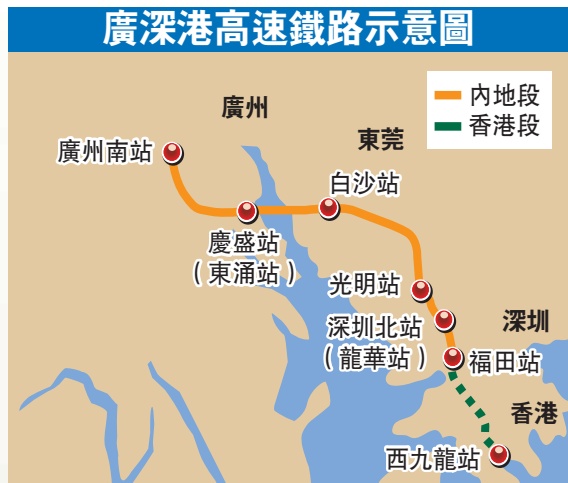 廣深港高速鐵路示意圖
內地段
香港段
廣州
東莞
廣州南站
白沙站
慶盛站
（東涌站）
光明站
深圳北站
（龍華站）
深圳
福田站
香港
西九龍站